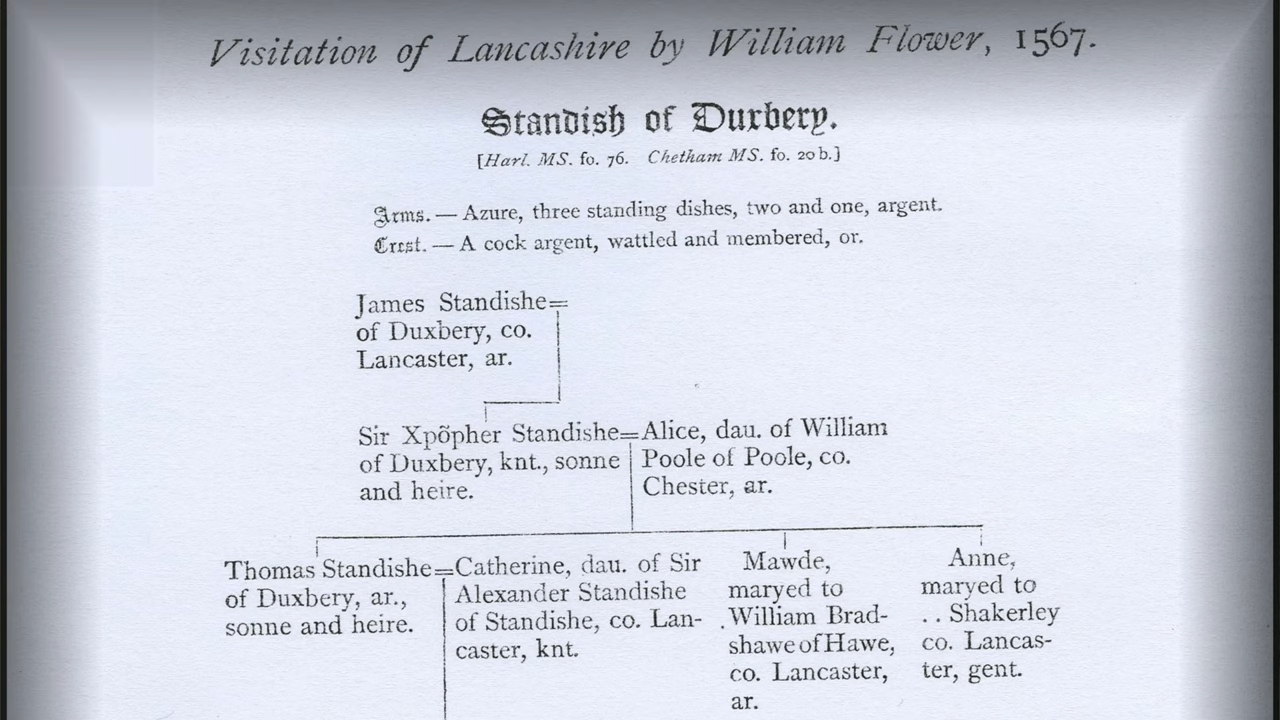 Visitation of Lancashire by William Flower, 1567.
Standish of Duxbery.
[Harl. MS. fo. 76. Chetham MS. fo. 20b.]
Arms. — Azure, three standing dishes, two and one, argent.
Crest. — A cock argent, wattled and membered, or.
James Standishe=
of Duxbery, co.
Lancaster, ar.
Sir Xpõpher Standishe=Alice, dau. of William
of Duxbery, knt., sonne Poole of Poole, co.
and heire. Chester, ar.
Thomas Standishe=
of Duxbery, ar.,
sonne and heire.
Catherine, dau. of Sir
Alexander Standishe
of Standishe, co. Lan-
caster, knt.
Mawde,
maryed to
William Brad-
shawe of Hawe,
co. Lancaster,
ar.
Anne,
maryed to
. . Shakerley
co. Lancas-
ter, gent.